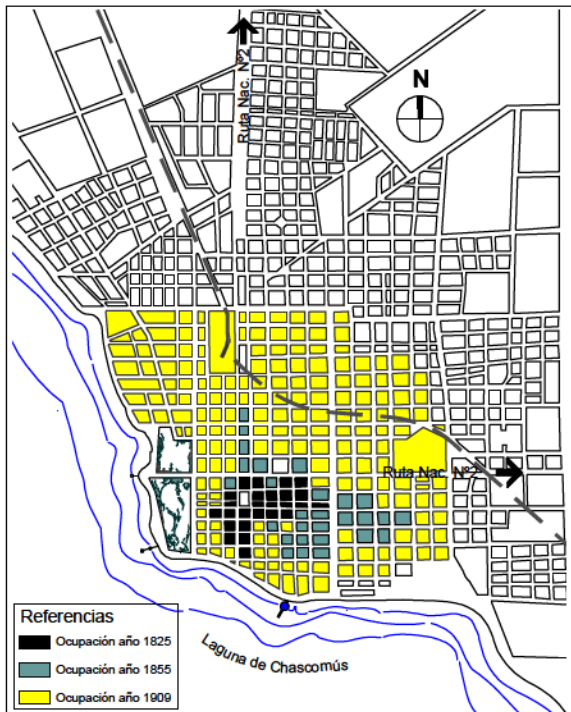 Ruta Nac. Nº2
N
Ruta Nac. Nº2
Laguna de Chascomús
Referencias
Ocupación año 1825
Ocupación año 1855
Ocupación año 1909